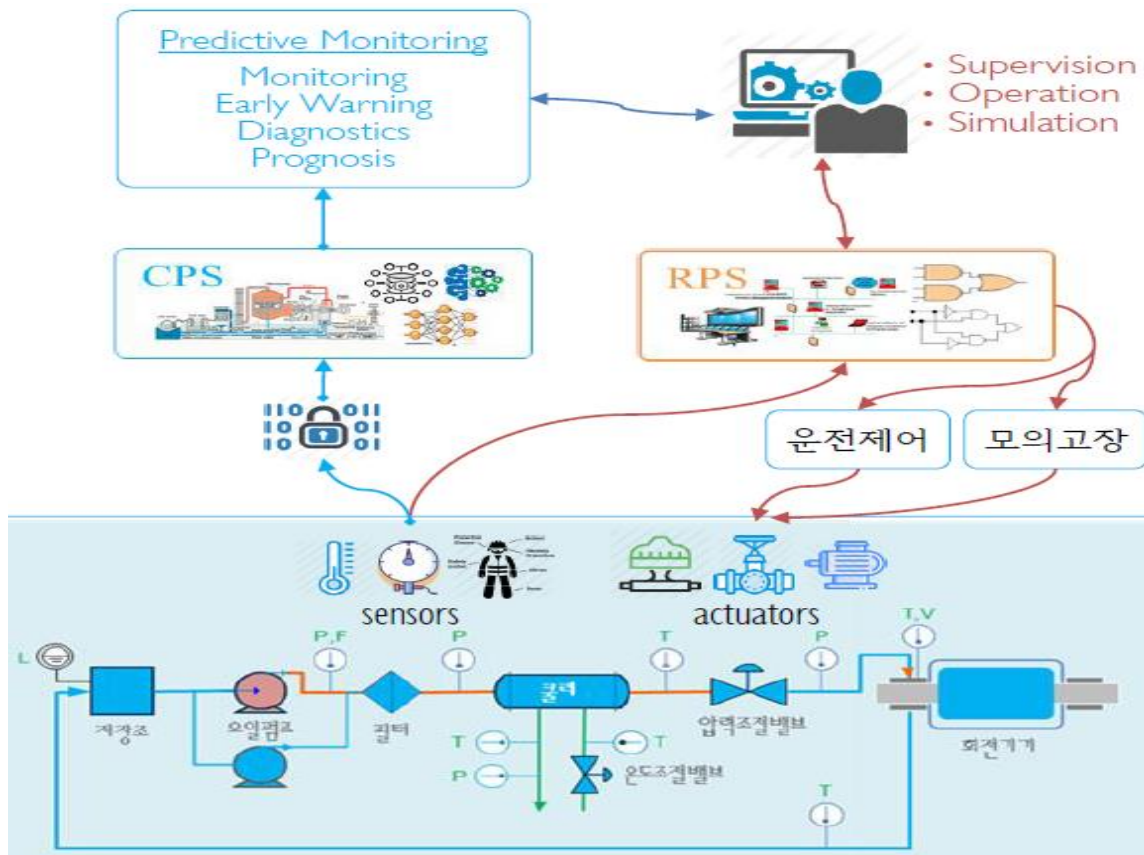 Predictive Monitoring
Monitoring
Early Warning
Diagnostics
Prognosis
• Supervision
• Operation
• Simulation
CPS
RPS
운전제어
모의고장
sensors
actuators
L
P,F
P
T
P
T,V
저장조
오일펌프
필터
쿨러
압력조절밸브
회전기기
T
T
P
온도조절밸브
T